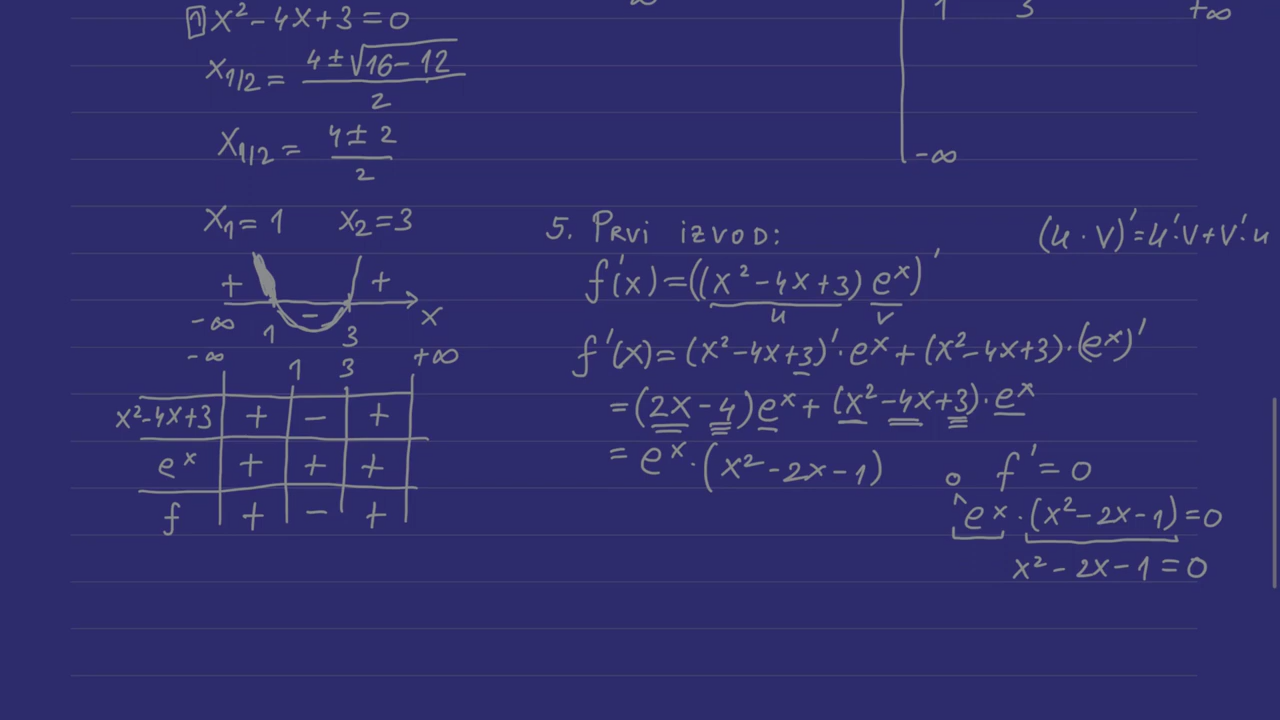 1 x² - 4x + 3 = 0
x₁/₂ = (4 ± √(16 - 12)) / 2
x₁/₂ = (4 ± 2) / 2
x₁ = 1 x₂ = 3
+ - +
-∞ 1 3 x
-∞ 1 3 +∞
x² - 4x + 3 + - +
eˣ + + +
f + - +
1 3 +∞
-∞
5. PRVI IZVOD:
(u · v)' = u'·v + v'·u
f'(x) = ((x² - 4x + 3) eˣ)'
u v
f'(x) = (x² - 4x + 3)' · eˣ + (x² - 4x + 3) · (eˣ)'
= (2x - 4) eˣ + (x² - 4x + 3) · eˣ
= eˣ · (x² - 2x - 1)
f' = 0
eˣ · (x² - 2x - 1) = 0
x² - 2x - 1 = 0